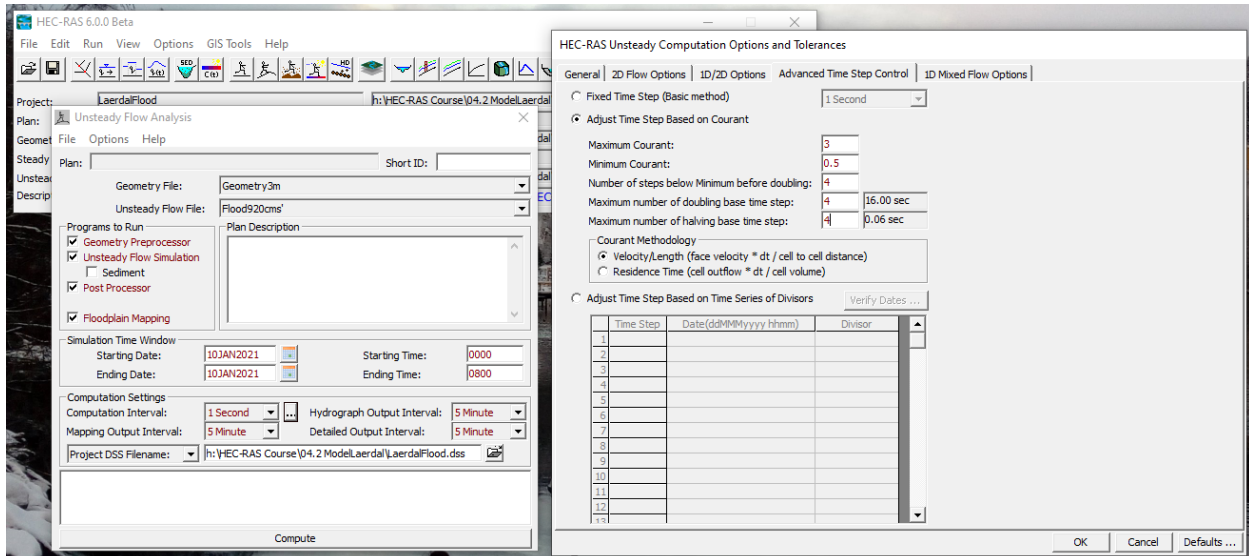 HEC-RAS 6.0.0 Beta
File Edit Run View Options GIS Tools Help
Project: LaerdalFlood h:\HEC-RAS Course\04.2 ModelLaerdal
Plan:
Geomet
Steady
Unstead
Descrip
Unsteady Flow Analysis
File Options Help
Plan: Short ID:
Geometry File: Geometry3m
Unsteady Flow File: Flood920cms'
Programs to Run
Geometry Preprocessor
Unsteady Flow Simulation
Sediment
Post Processor
Floodplain Mapping
Plan Description
Simulation Time Window
Starting Date: 10JAN2021 Starting Time: 0000
Ending Date: 10JAN2021 Ending Time: 0800
Computation Settings
Computation Interval: 1 Second ... Hydrograph Output Interval: 5 Minute
Mapping Output Interval: 5 Minute Detailed Output Interval: 5 Minute
Project DSS Filename: h:\HEC-RAS Course\04.2 ModelLaerdal\LaerdalFlood.dss
Compute
HEC-RAS Unsteady Computation Options and Tolerances
General 2D Flow Options 1D/2D Options Advanced Time Step Control 1D Mixed Flow Options
Fixed Time Step (Basic method) 1 Second
Adjust Time Step Based on Courant
Maximum Courant: 3
Minimum Courant: 0.5
Number of steps below Minimum before doubling: 4
Maximum number of doubling base time step: 4 16.00 sec
Maximum number of halving base time step: 4 0.06 sec
Courant Methodology
Velocity/Length (face velocity * dt / cell to cell distance)
Residence Time (cell outflow * dt / cell volume)
Adjust Time Step Based on Time Series of Divisors Verify Dates ...
Time Step Date(ddMMMyyyy hhmm) Divisor
1
2
3
4
5
6
7
8
9
10
11
12
13
OK Cancel Defaults ...